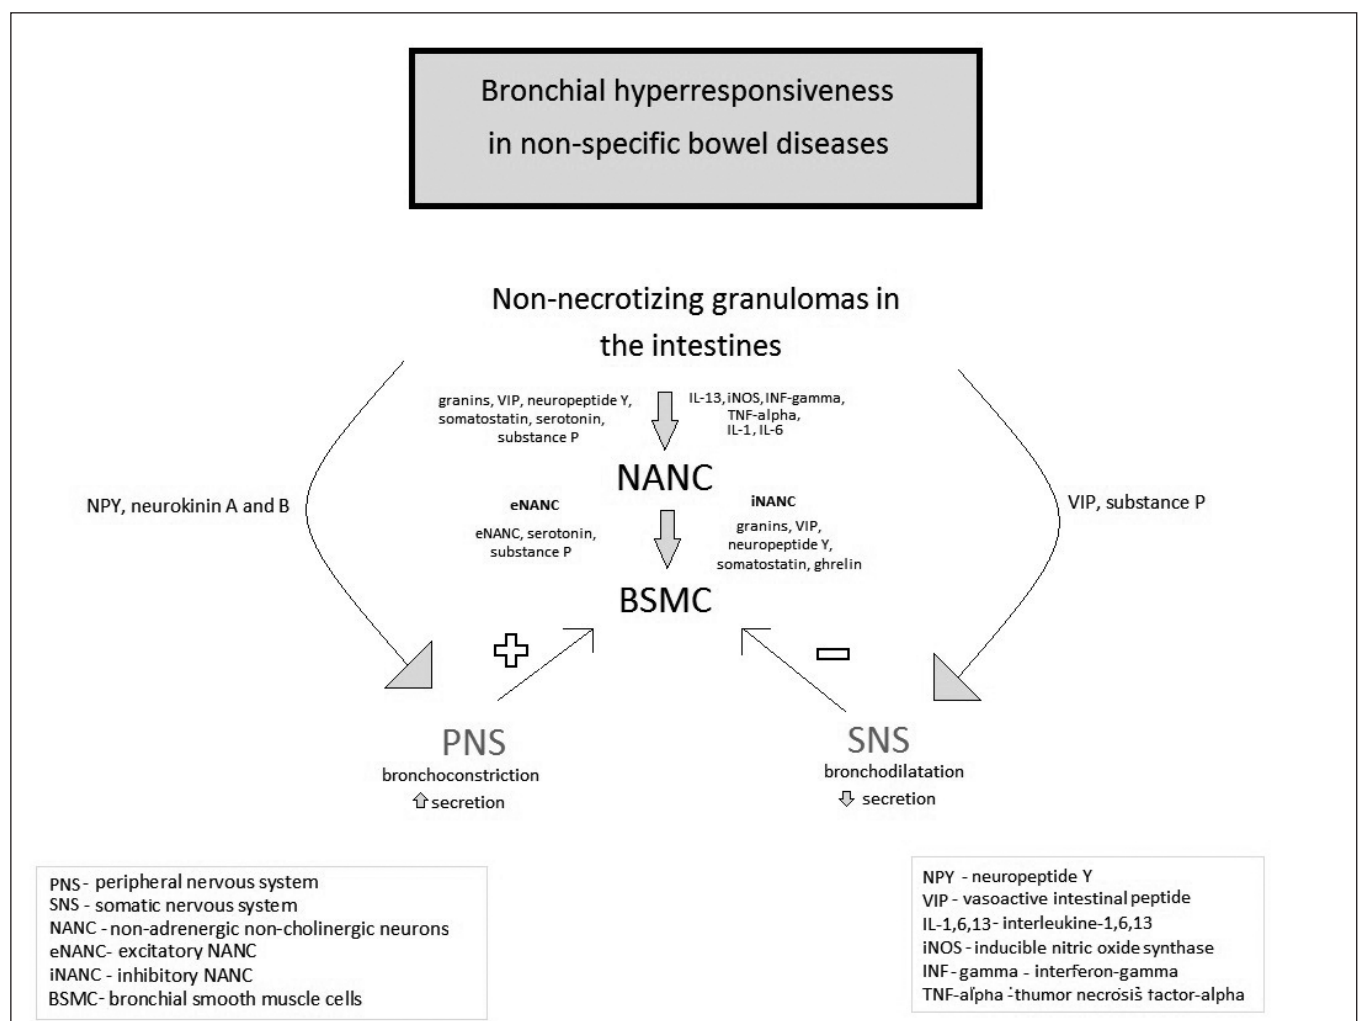 Bronchial hyperresponsiveness
in non-specific bowel diseases
Non-necrotizing granulomas in
the intestines
granins, VIP, neuropeptide Y,
somatostatin, serotonin,
substance P
IL-13, iNOS, INF-gamma,
TNF-alpha,
IL-1, IL-6
NANC
NPY, neurokinin A and B
eNANC
eNANC, serotonin,
substance P
iNANC
granins, VIP,
neuropeptide Y,
somatostatin, ghrelin
VIP, substance P
BSMC
PNS
bronchoconstriction
secretion
SNS
bronchodilatation
secretion
PNS - peripheral nervous system
SNS - somatic nervous system
NANC - non-adrenergic non-cholinergic neurons
eNANC- excitatory NANC
iNANC - inhibitory NANC
BSMC- bronchial smooth muscle cells
NPY - neuropeptide Y
VIP - vasoactive intestinal peptide
IL-1,6,13- interleukine-1,6,13
iNOS - inducible nitric oxide synthase
INF - gamma - interferon-gamma
TNF-alpha - thumor necrosis factor-alpha